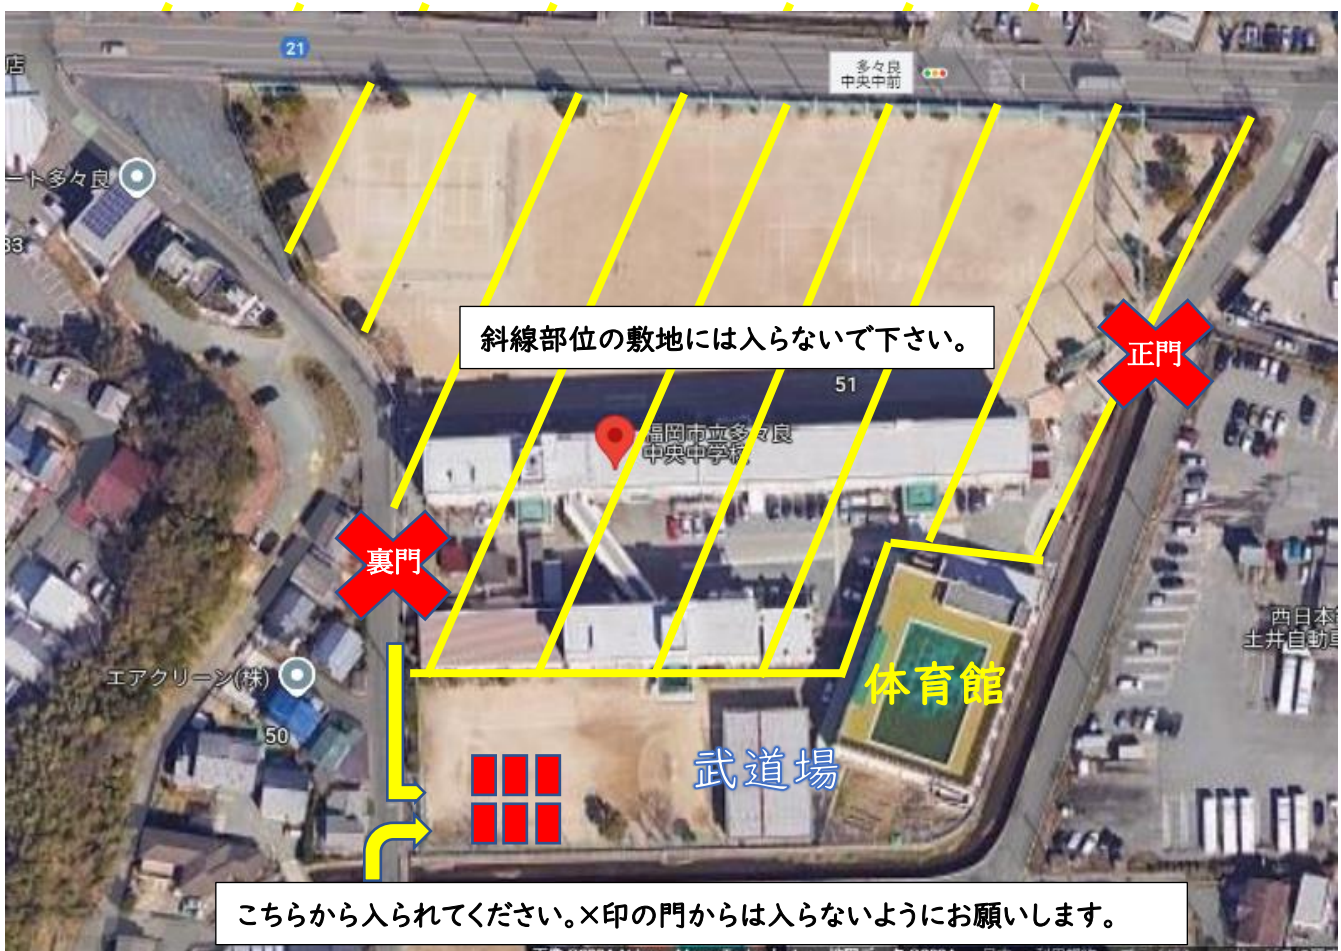 店
21
多々良
中央中前
ート多々良
33
斜線部位の敷地には入らないで下さい。
正門
51
福岡市立多々良
中央中学校
裏門
西日本
土井自動車
体育館
エアクリーン(株)
50
武道場
こちらから入られてください。×印の門からは入らないようにお願いします。